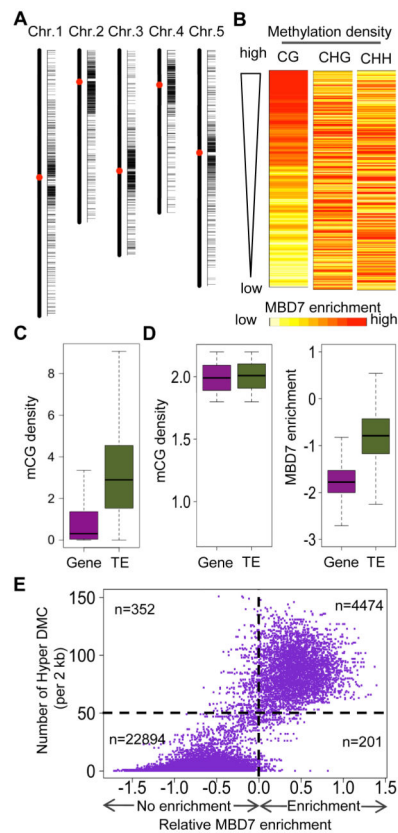 A
Chr.1 Chr.2 Chr.3 Chr.4 Chr.5
B
Methylation density
high
CG CHG CHH
low
MBD7 enrichment
low high
C
mCG density
8
6
4
2
0
Gene TE
D
mCG density
2.0
1.5
1.0
Gene TE
MBD7 enrichment
1
0
-1
-2
-3
Gene TE
E
Number of Hyper DMC
(per 2 kb)
150
100
50
0
n=352
n=4474
n=22894
n=201
-1.5 -1.0 -0.5 0.0 0.5 1.0 1.5
No enrichment Enrichment
Relative MBD7 enrichment